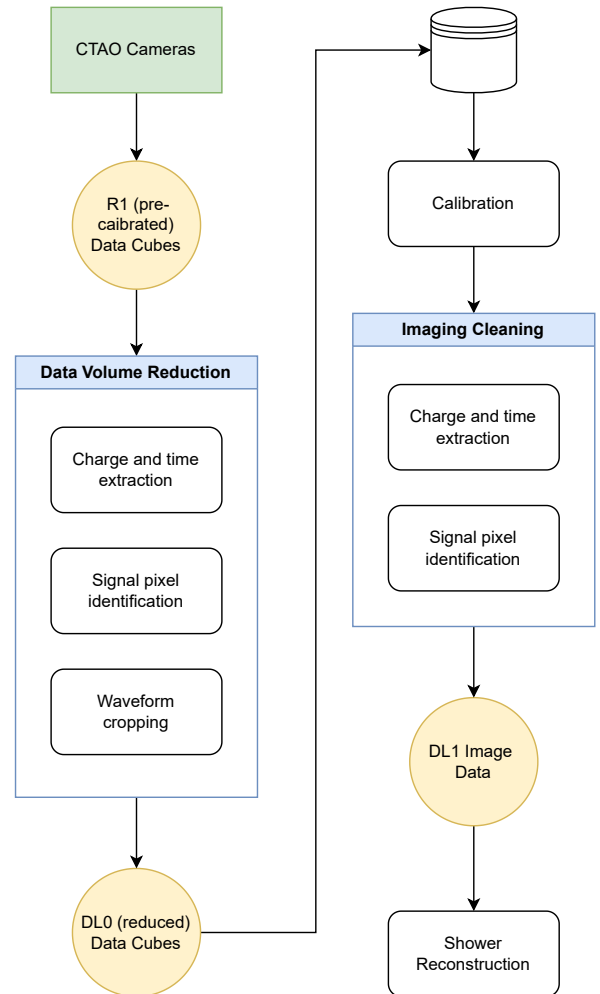 CTAO Cameras
R1 (pre-
caibrated)
Data Cubes
Data Volume Reduction
Charge and time
extraction
Signal pixel
identification
Waveform
cropping
DL0 (reduced)
Data Cubes
Calibration
Imaging Cleaning
Charge and time
extraction
Signal pixel
identification
DL1 Image
Data
Shower
Reconstruction